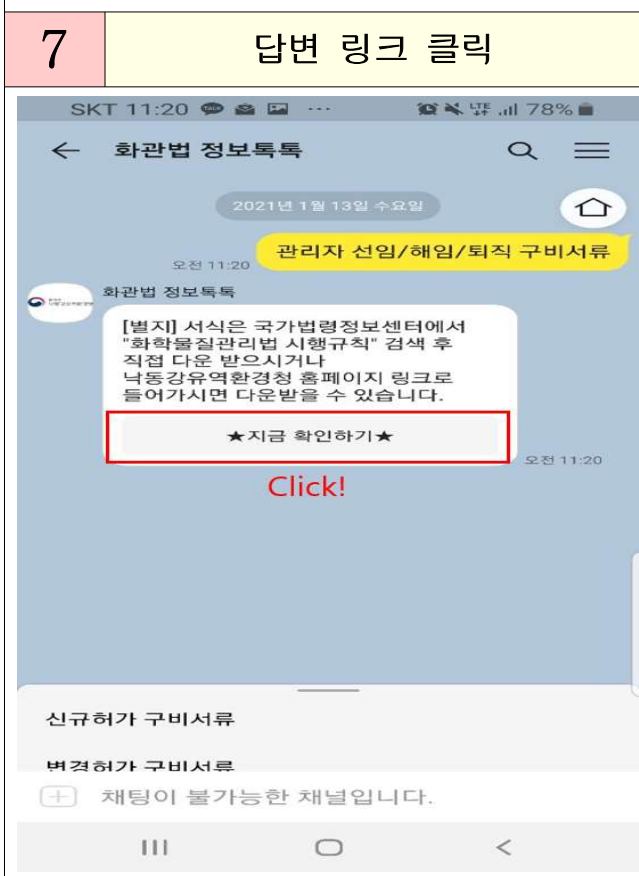 7
답변 링크 클릭
SKT 11:20 ... LTE 78%
화관법 정보톡톡
2021년 1월 13일 수요일
관리자 선임/해임/퇴직 구비서류
오전 11:20
화관법 정보톡톡
[별지] 서식은 국가법령정보센터에서
"화학물질관리법 시행규칙" 검색 후
직접 다운 받으시거나
낙동강유역환경청 홈페이지 링크로
들어가시면 다운받을 수 있습니다.
★지금 확인하기★
오전 11:20
Click!
신규허가 구비서류
변경허가 구비서류
채팅이 불가능한 채널입니다.